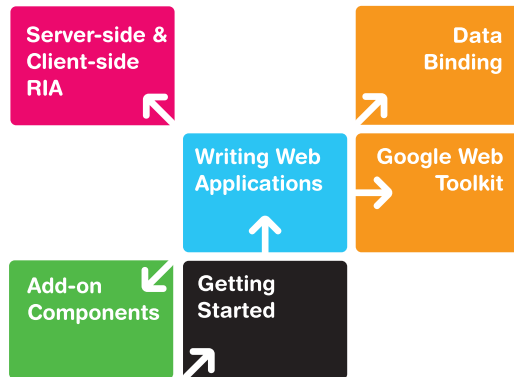 Server-side &
Client-side
RIA
Data
Binding
Writing Web
Applications
Google Web
Toolkit
Add-on
Components
Getting
Started